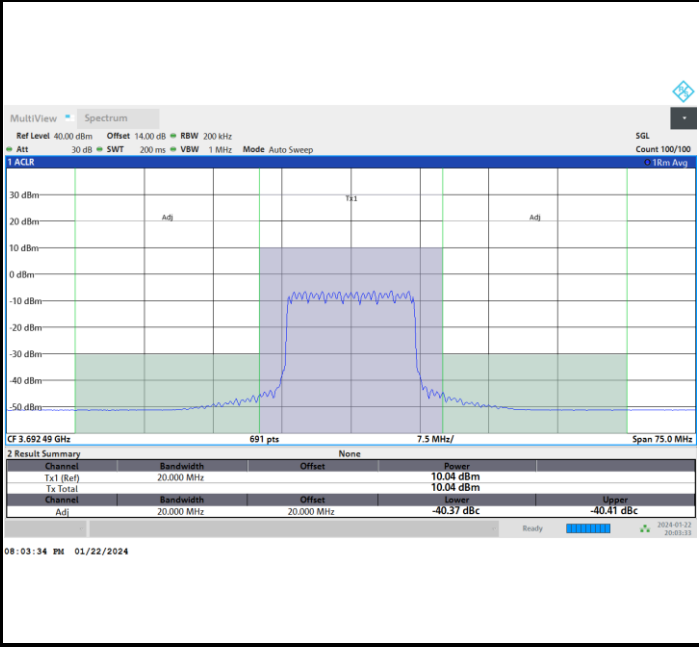 MultiView Spectrum
Ref Level 40.00 dBm Offset 14.00 dB RBW 200 kHz SGL
Att 30 dB SWT 200 ms VBW 1 MHz Mode Auto Sweep Count 100/100
1 ACLR 1Rm Avg
30 dBm
Tx1
20 dBm Adj Adj
10 dBm
0 dBm
-10 dBm
-20 dBm
-30 dBm
-40 dBm
-50 dBm
CF 3.692 49 GHz 691 pts 7.5 MHz/ Span 75.0 MHz
2 Result Summary None
Channel Bandwidth Offset Power
Tx1 (Ref) 20.000 MHz 10.04 dBm
Tx Total 10.04 dBm
Channel Bandwidth Offset Lower Upper
Adj 20.000 MHz 20.000 MHz -40.37 dBc -40.41 dBc
Ready 2024-01-22
20:03:33
08:03:34 PM 01/22/2024